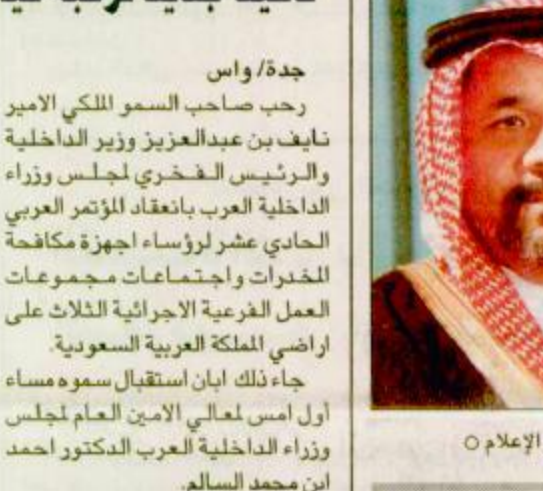 جدة/ واس
رحب صاحب السمو الملكي الامير
نايف بن عبدالعزيز وزير الداخلية
والرئيس الفخري لمجلس وزراء
الداخلية العرب بانعقاد المؤتمر العربي
الحادي عشر لرؤساء اجهزة مكافحة
المخدرات واجتماعات مجموعات
العمل الفرعية الاجرائية الثلاث على
اراضي المملكة العربية السعودية.
جاء ذلك ابان استقبال سموه مساء
أول امس لمعالي الامين العام لمجلس
وزراء الداخلية العرب الدكتور احمد
ابن محمد السالم.
الإعلام